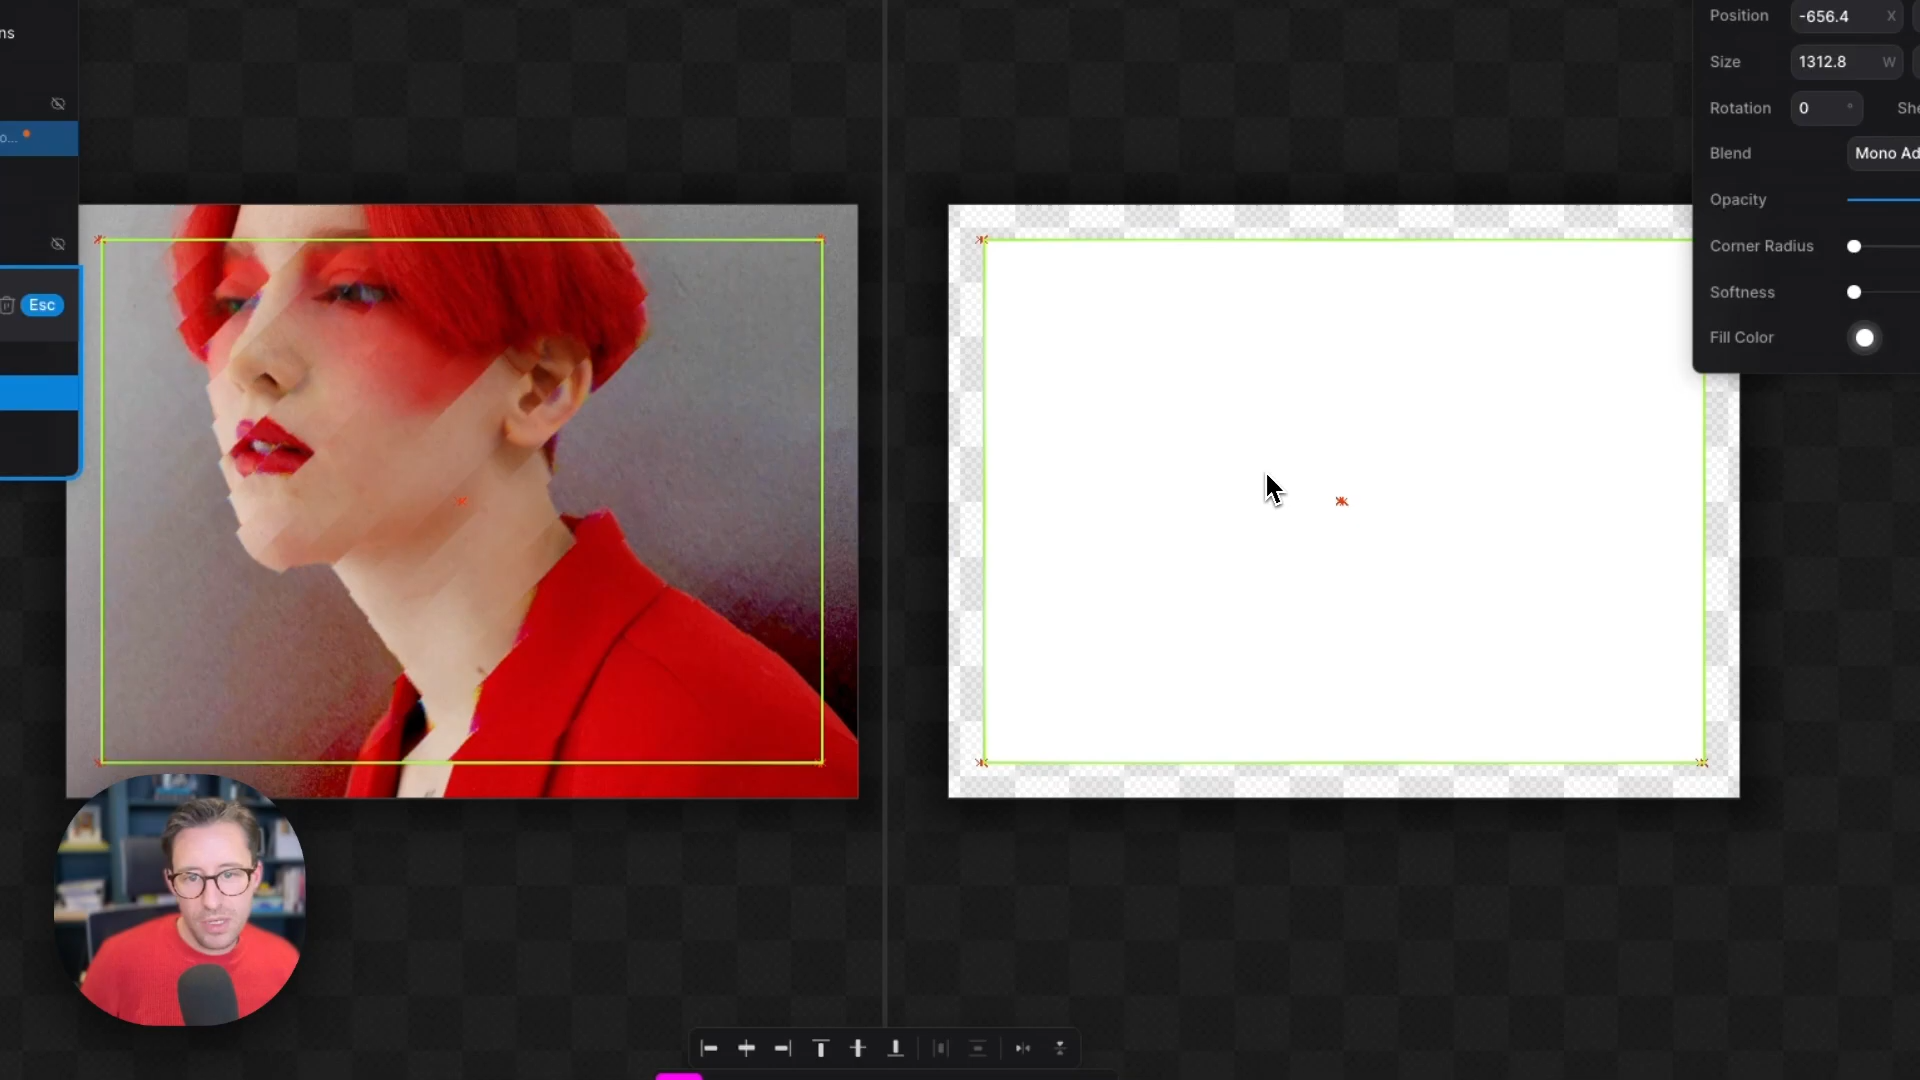 ns
o...
Esc
Position -656.4 X
Size 1312.8 W
Rotation 0 ° She
Blend Mono Ad
Opacity
Corner Radius
Softness
Fill Color